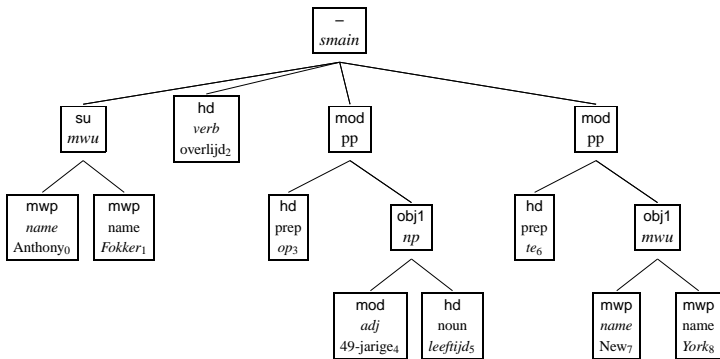 –
smain
su
mwu
hd
verb
overlijd2
mod
pp
mod
pp
mwp
name
Anthony0
mwp
name
Fokker1
hd
prep
op3
obj1
np
hd
prep
te6
obj1
mwu
mod
adj
49-jarige4
hd
noun
leeftijd5
mwp
name
New7
mwp
name
York8